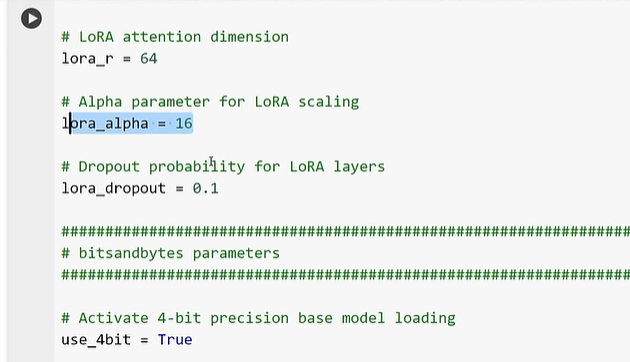 # LoRA attention dimension
lora_r = 64
# Alpha parameter for LoRA scaling
lora_alpha = 16
# Dropout probability for LoRA layers
lora_dropout = 0.1
################################################################
# bitsandbytes parameters
################################################################
# Activate 4-bit precision base model loading
use_4bit = True